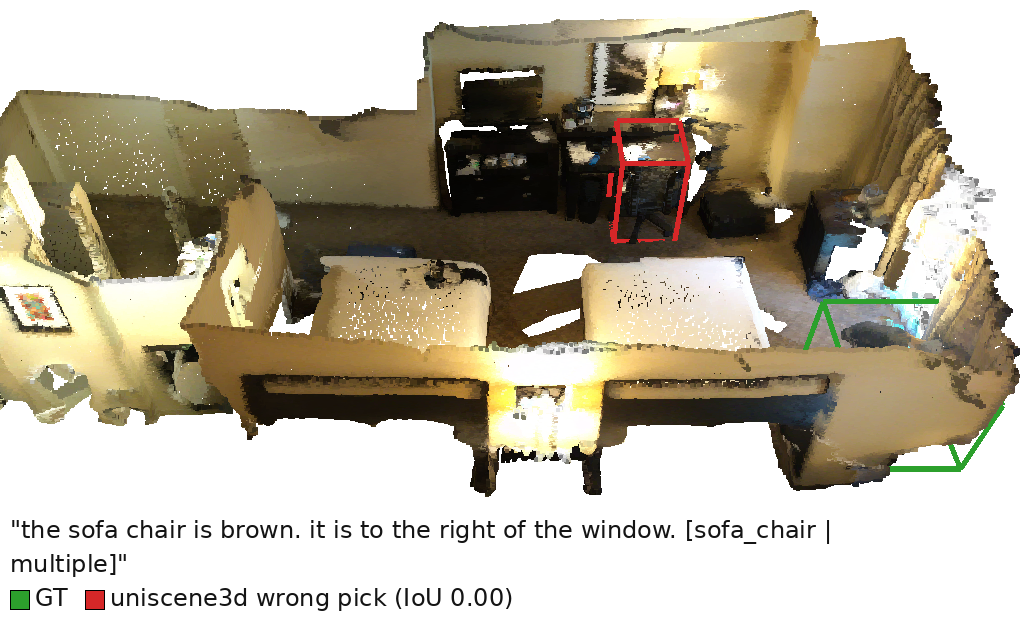 "the sofa chair is brown. it is to the right of the window. [sofa_chair |
multiple]"
GT uniscene3d wrong pick (IoU 0.00)